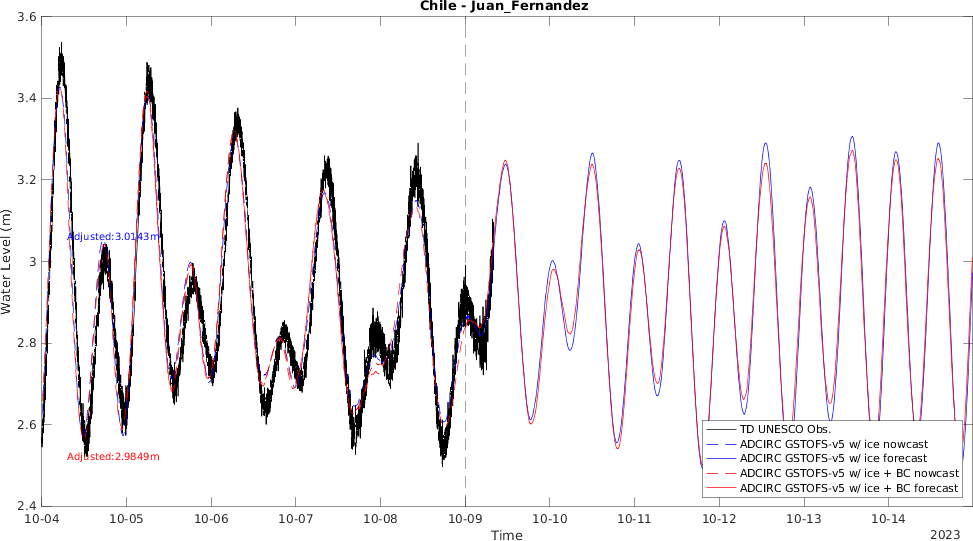 Chile - Juan_Fernandez
3.6
3.4
3.2
3
2.8
2.6
2.4
Water Level (m)
Adjusted:3.0143m
Adjusted:2.9849m
TD UNESCO Obs.
ADCIRC GSTOFS-v5 w/ ice nowcast
ADCIRC GSTOFS-v5 w/ ice forecast
ADCIRC GSTOFS-v5 w/ ice + BC nowcast
ADCIRC GSTOFS-v5 w/ ice + BC forecast
10-04 10-05 10-06 10-07 10-08 10-09 10-10 10-11 10-12 10-13 10-14
Time
2023